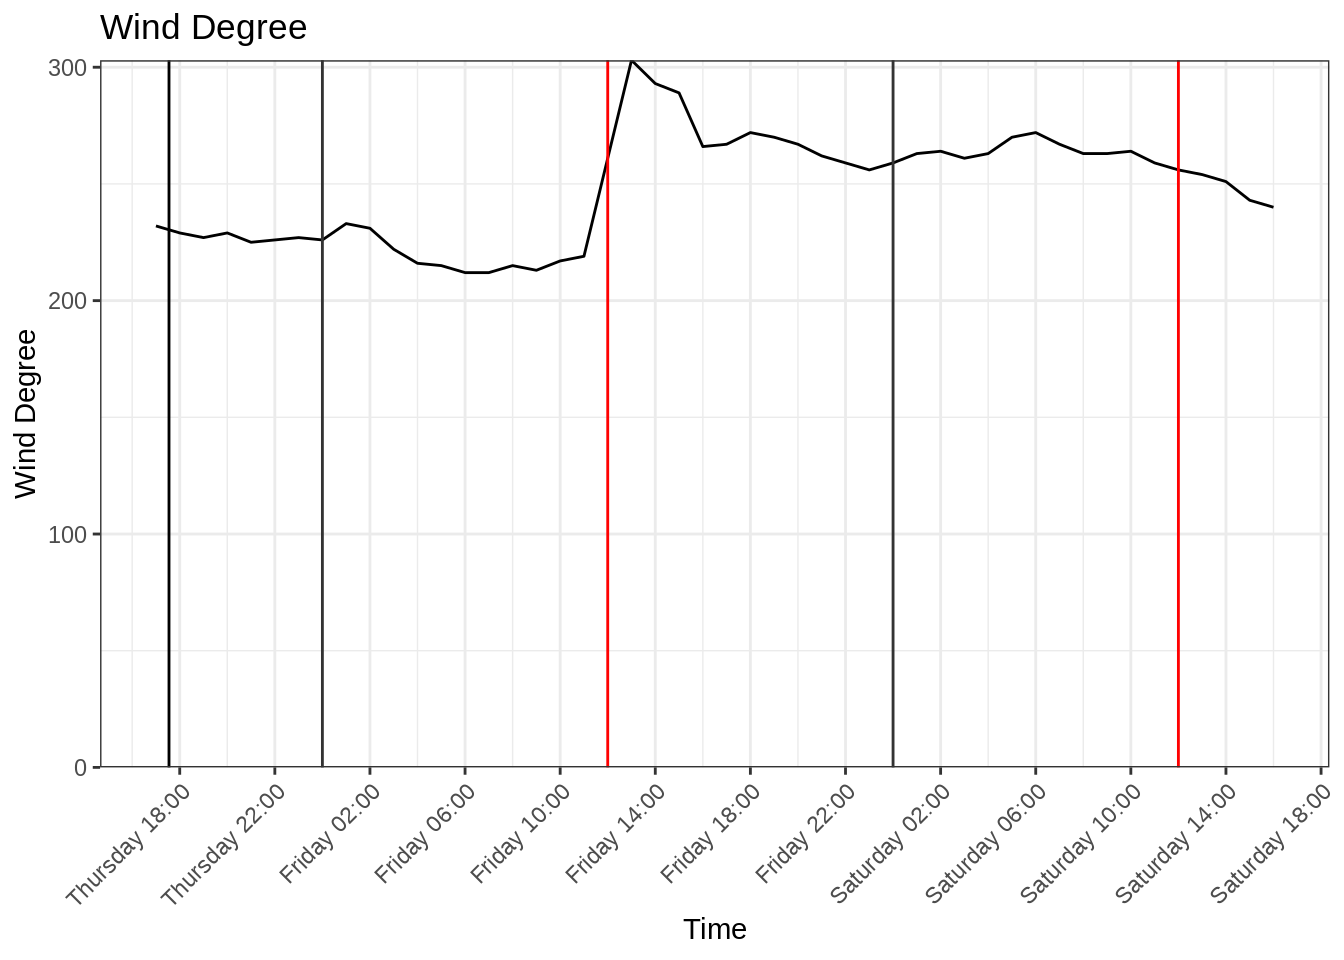 Wind Degree
300
200
100
0
Wind Degree
Thursday 18:00
Thursday 22:00
Friday 02:00
Friday 06:00
Friday 10:00
Friday 14:00
Friday 18:00
Friday 22:00
Saturday 02:00
Saturday 06:00
Saturday 10:00
Saturday 14:00
Saturday 18:00
Time